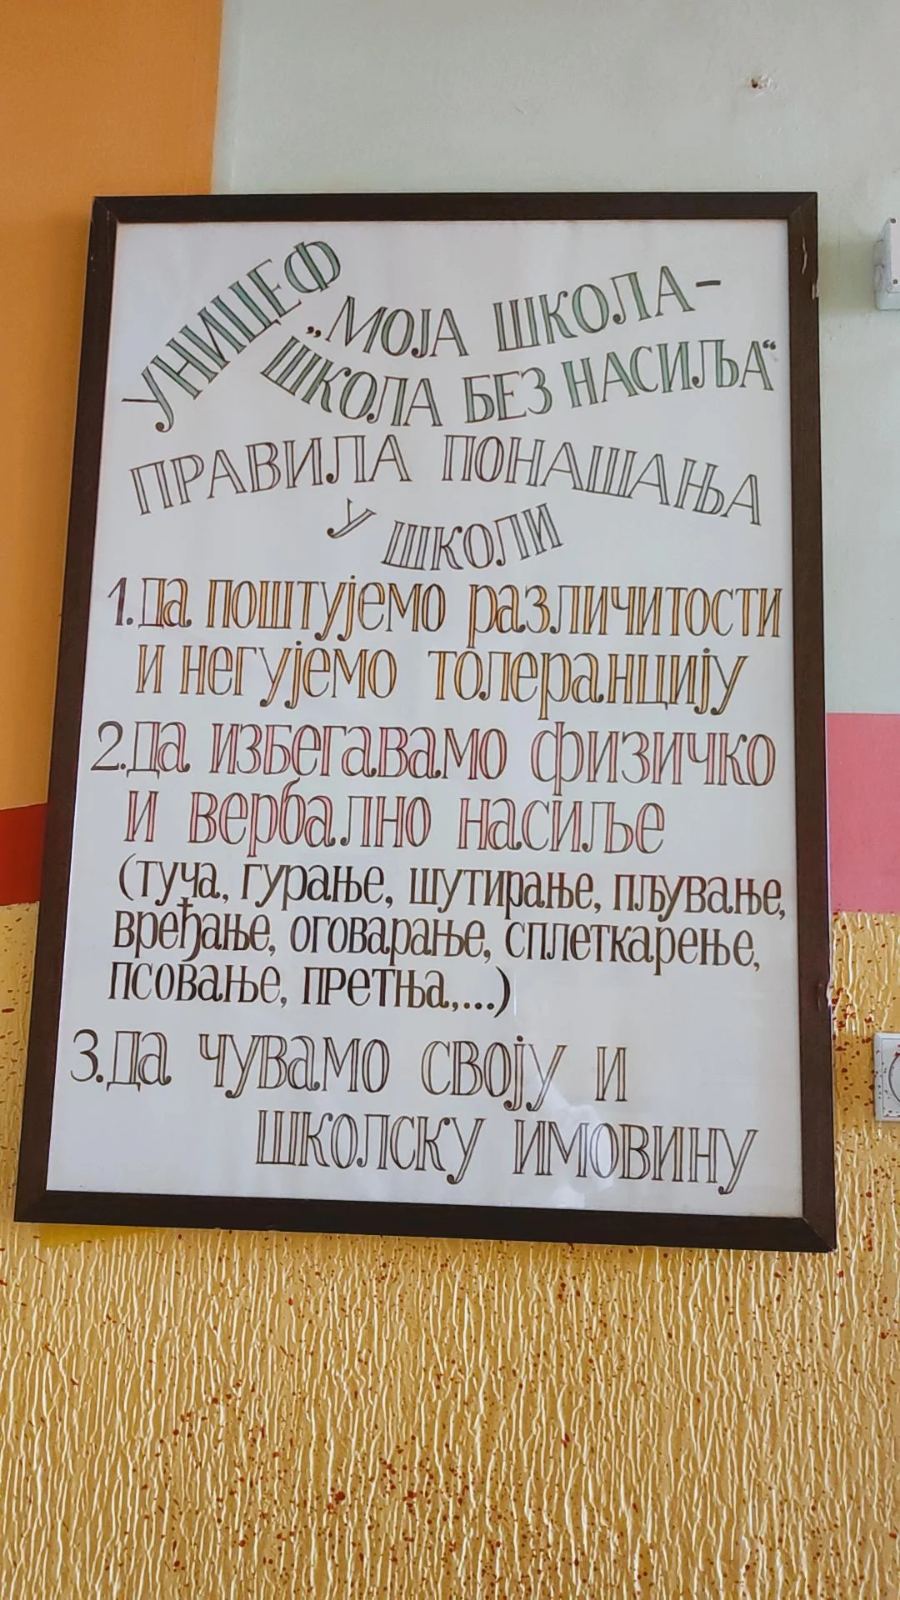 УНИЦЕФ
„МОЈА ШКОЛА-
ШКОЛА БЕЗ НАСИЉА“
ПРАВИЛА ПОНАШАЊА
У ШКОЛИ
1. Да поштујемо различитости
и негујемо толеранцију
2. Да избегавамо физичко
и вербално насиље
(туча, гурање, шутирање, пљување,
вређање, оговарање, сплеткарење,
псовање, претња,...)
3. Да чувамо своју и
школску имовину